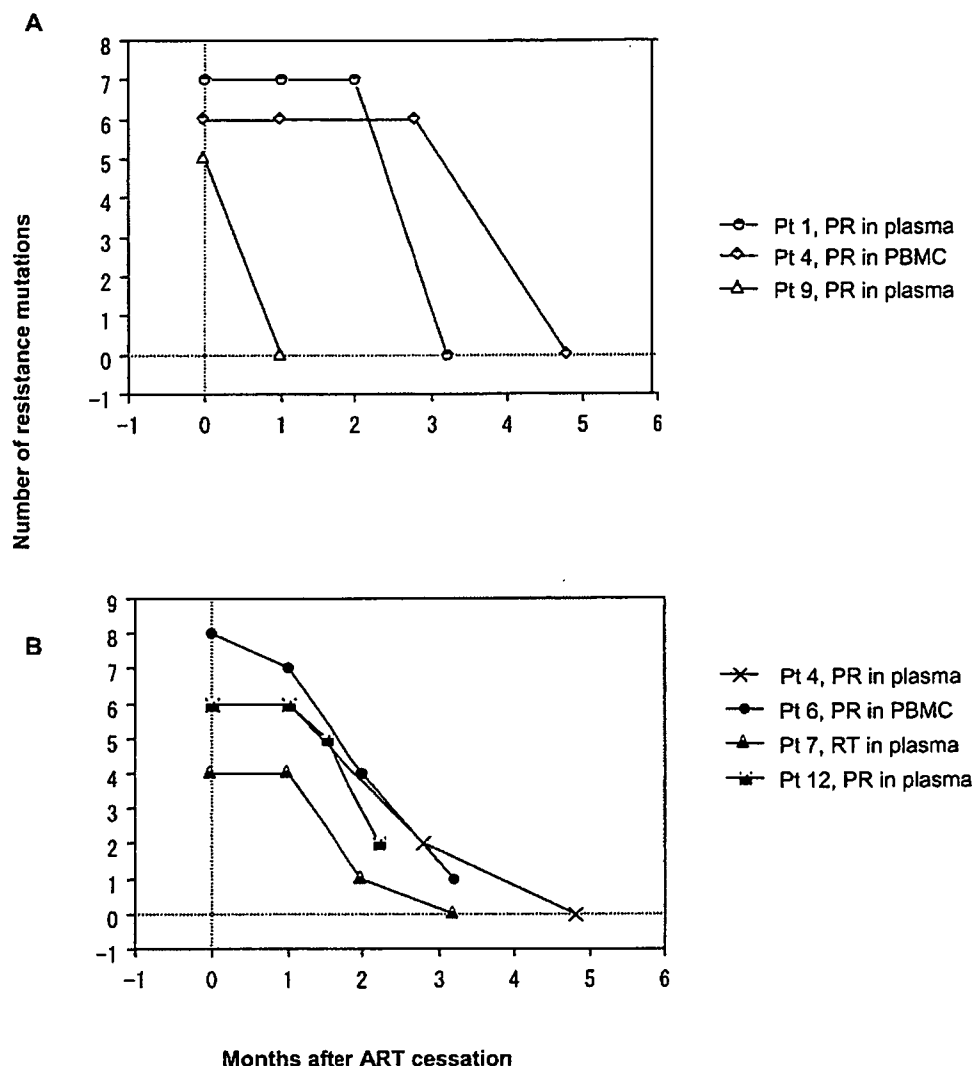 A
Number of resistance mutations
8
7
6
5
4
3
2
1
0
-1
-1 0 1 2 3 4 5 6
Pt 1, PR in plasma
Pt 4, PR in PBMC
Pt 9, PR in plasma
B
9
8
7
6
5
4
3
2
1
0
-1
-1 0 1 2 3 4 5 6
Pt 4, PR in plasma
Pt 6, PR in PBMC
Pt 7, RT in plasma
Pt 12, PR in plasma
Months after ART cessation